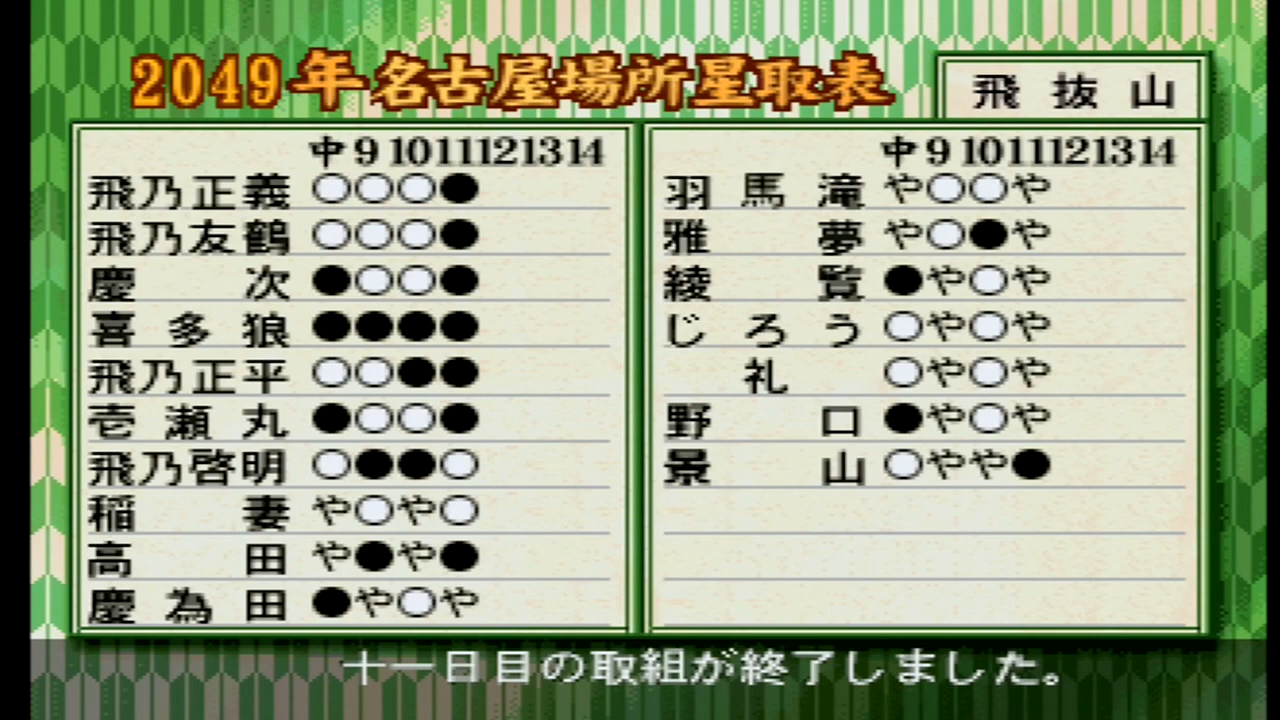 2049年名古屋場所星取表
飛抜山
中 9 10 11 12 13 14
飛乃正義 ○○○●
飛乃友鶴 ○○○●
慶次 ●○○●
喜多狼 ●●●●
飛乃正平 ○○●●
壱瀬丸 ●○○●
飛乃啓明 ○●●○
稲妻 や○や○
高田 や●や●
慶為田 ●や○や
中 9 10 11 12 13 14
羽馬滝 や○○や
雅夢 や○●や
綾覧 ●や○や
じろう ○や○や
礼 ○や○や
野口 ●や○や
景山 ○やや●
十一日目の取組が終了しました。